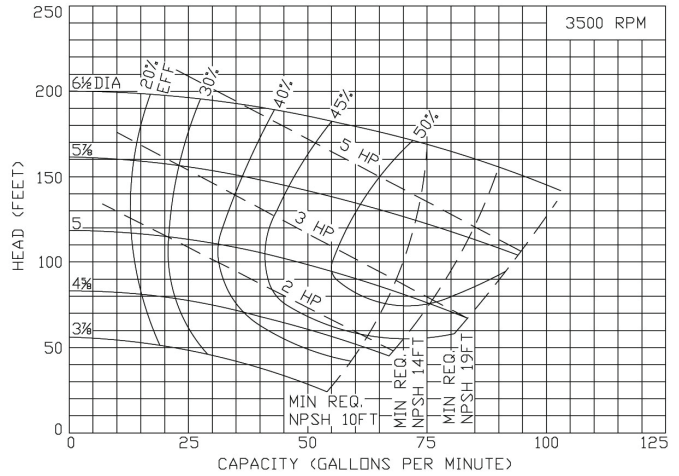 250
3500 RPM
200
6½ DIA
20% EFF
30%
40%
45%
50%
5 HP
5⅞
150
HEAD (FEET)
3 HP
5
100
2 HP
4⅝
50
3⅞
MIN REQ.
NPSH 10FT
MIN REQ.
NPSH 14FT
MIN REQ.
NPSH 19FT
0
0
25
50
75
100
125
CAPACITY (GALLONS PER MINUTE)